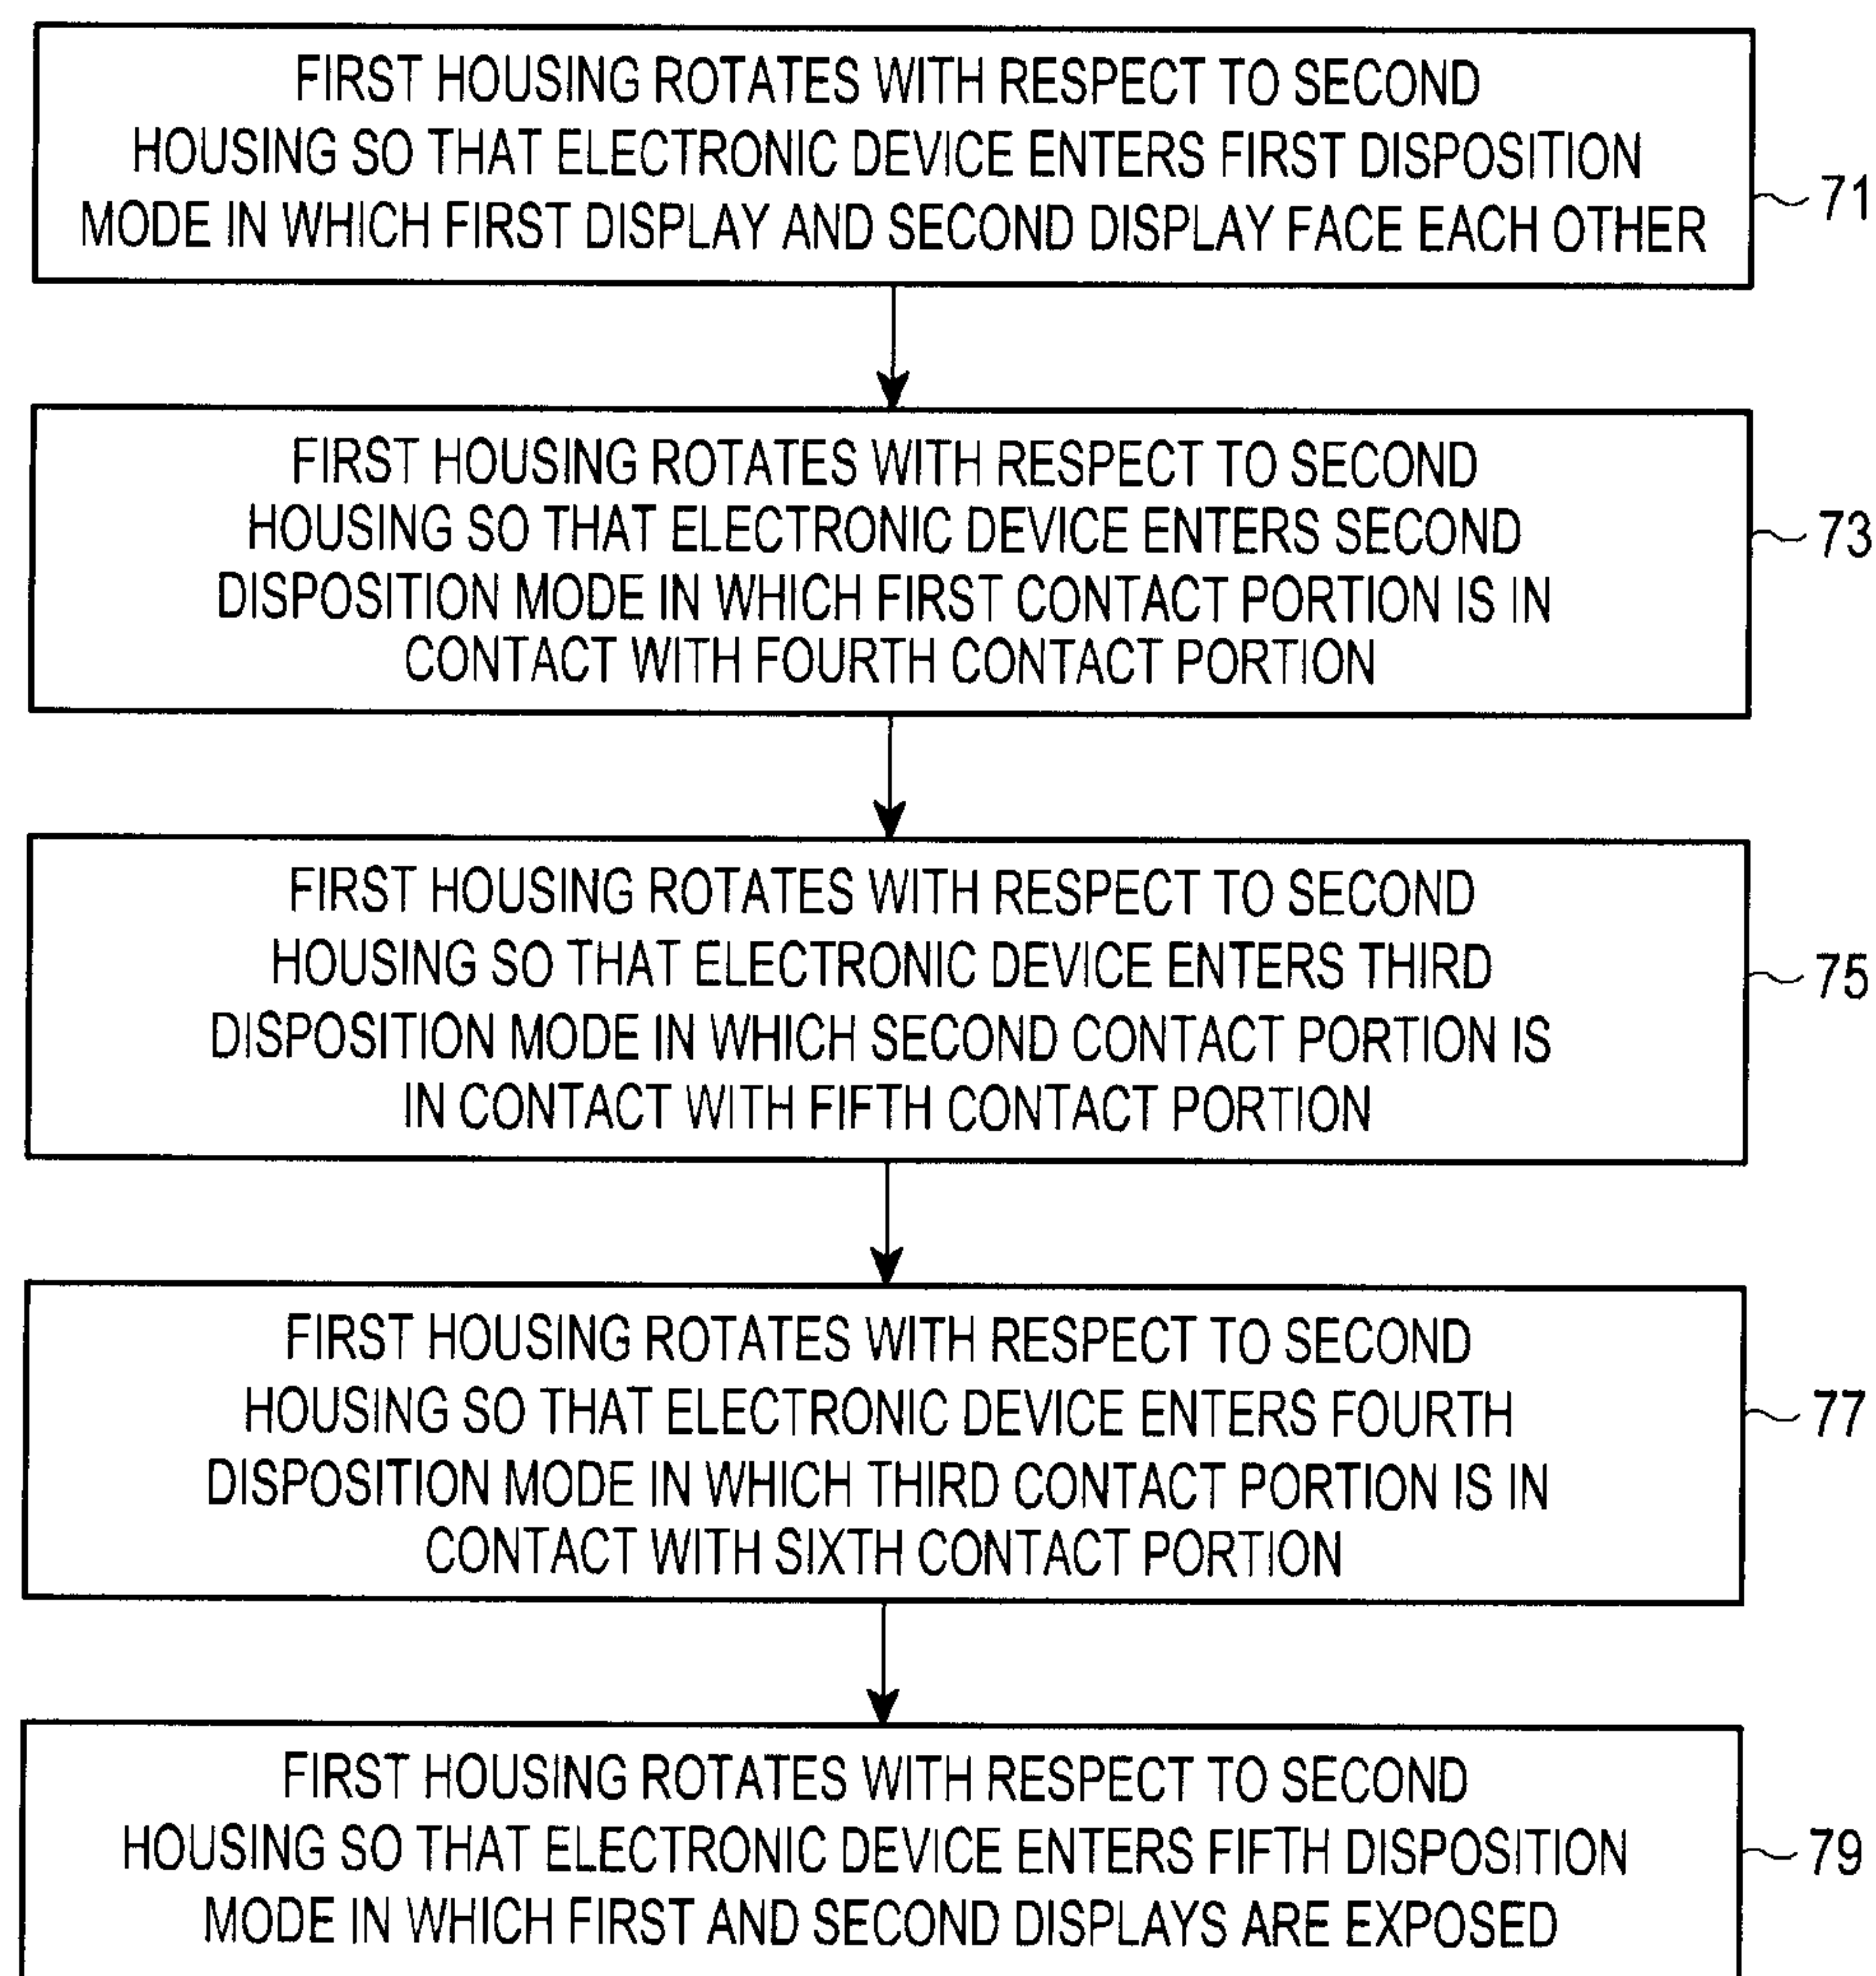 FIRST HOUSING ROTATES WITH RESPECT TO SECOND
HOUSING SO THAT ELECTRONIC DEVICE ENTERS FIRST DISPOSITION
MODE IN WHICH FIRST DISPLAY AND SECOND DISPLAY FACE EACH OTHER
71
FIRST HOUSING ROTATES WITH RESPECT TO SECOND
HOUSING SO THAT ELECTRONIC DEVICE ENTERS SECOND
DISPOSITION MODE IN WHICH FIRST CONTACT PORTION IS IN
CONTACT WITH FOURTH CONTACT PORTION
73
FIRST HOUSING ROTATES WITH RESPECT TO SECOND
HOUSING SO THAT ELECTRONIC DEVICE ENTERS THIRD
DISPOSITION MODE IN WHICH SECOND CONTACT PORTION IS
IN CONTACT WITH FIFTH CONTACT PORTION
75
FIRST HOUSING ROTATES WITH RESPECT TO SECOND
HOUSING SO THAT ELECTRONIC DEVICE ENTERS FOURTH
DISPOSITION MODE IN WHICH THIRD CONTACT PORTION IS IN
CONTACT WITH SIXTH CONTACT PORTION
77
FIRST HOUSING ROTATES WITH RESPECT TO SECOND
HOUSING SO THAT ELECTRONIC DEVICE ENTERS FIFTH DISPOSITION
MODE IN WHICH FIRST AND SECOND DISPLAYS ARE EXPOSED
79